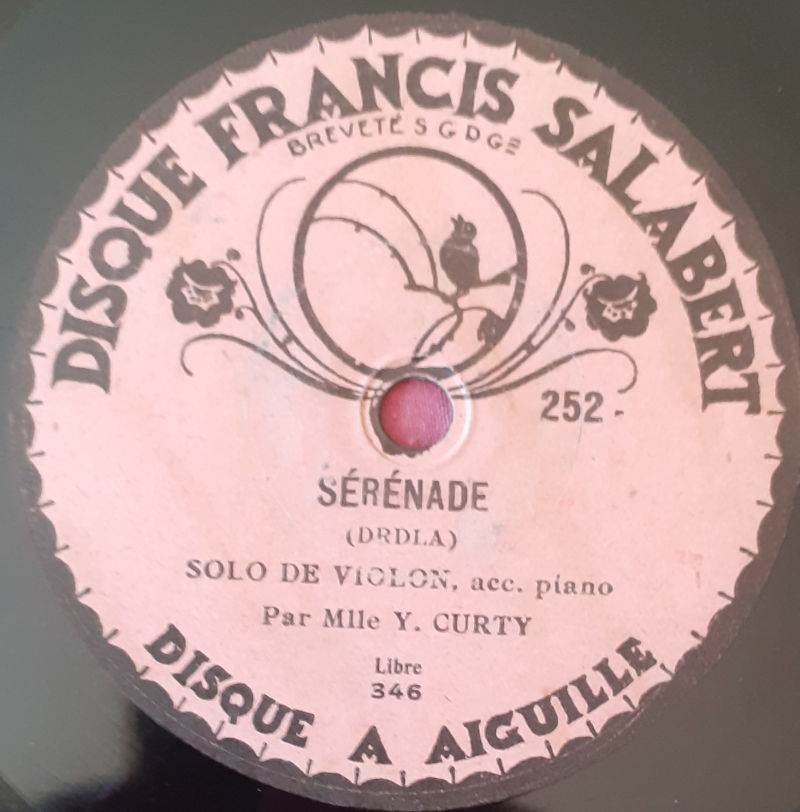 DISQUE FRANCIS SALABERT
BREVETÉ S G D G
252 -
SÉRÉNADE
(DRDLA)
SOLO DE VIOLON, acc. piano
Par Mlle Y. CURTY
Libre
346
DISQUE A AIGUILLE